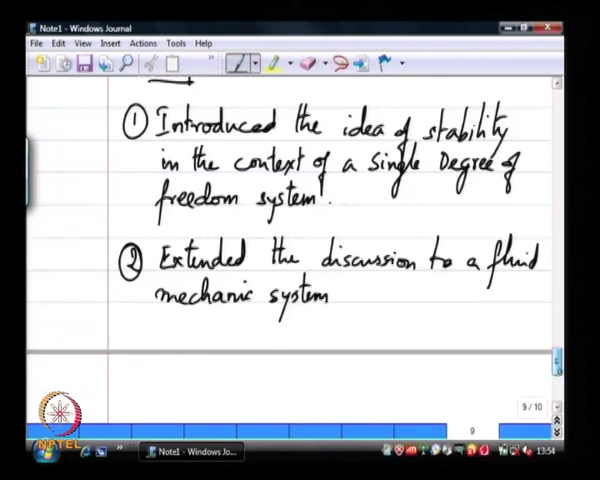 Note1 - Windows Journal
File Edit View Insert Actions Tools Help
① Introduced the idea of stability
in the context of a Single Degree of
freedom system.
② Extended the discussion to a fluid
mechanic system
9 / 10
9
NPTEL
Note1 - Windows Jo...
13:54